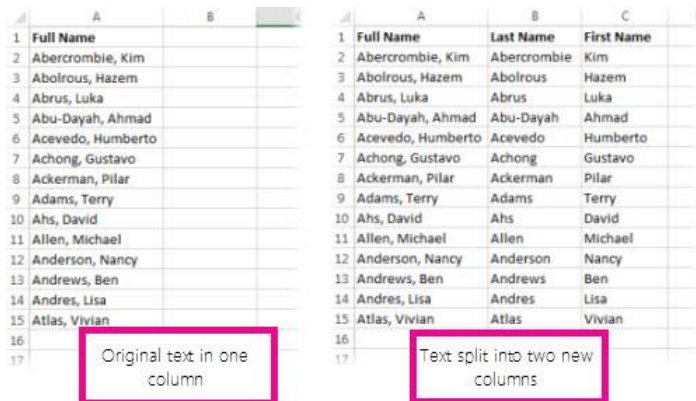 A B
1 Full Name
2 Abercrombie, Kim
3 Abolrous, Hazem
4 Abrus, Luka
5 Abu-Dayah, Ahmad
6 Acevedo, Humberto
7 Achong, Gustavo
8 Ackerman, Pilar
9 Adams, Terry
10 Ahs, David
11 Allen, Michael
12 Anderson, Nancy
13 Andrews, Ben
14 Andres, Lisa
15 Atlas, Vivian
16
17
Original text in one
column
A B C
1 Full Name Last Name First Name
2 Abercrombie, Kim Abercrombie Kim
3 Abolrous, Hazem Abolrous Hazem
4 Abrus, Luka Abrus Luka
5 Abu-Dayah, Ahmad Abu-Dayah Ahmad
6 Acevedo, Humberto Acevedo Humberto
7 Achong, Gustavo Achong Gustavo
8 Ackerman, Pilar Ackerman Pilar
9 Adams, Terry Adams Terry
10 Ahs, David Ahs David
11 Allen, Michael Allen Michael
12 Anderson, Nancy Anderson Nancy
13 Andrews, Ben Andrews Ben
14 Andres, Lisa Andres Lisa
15 Atlas, Vivian Atlas Vivian
16
17
Text split into two new
columns